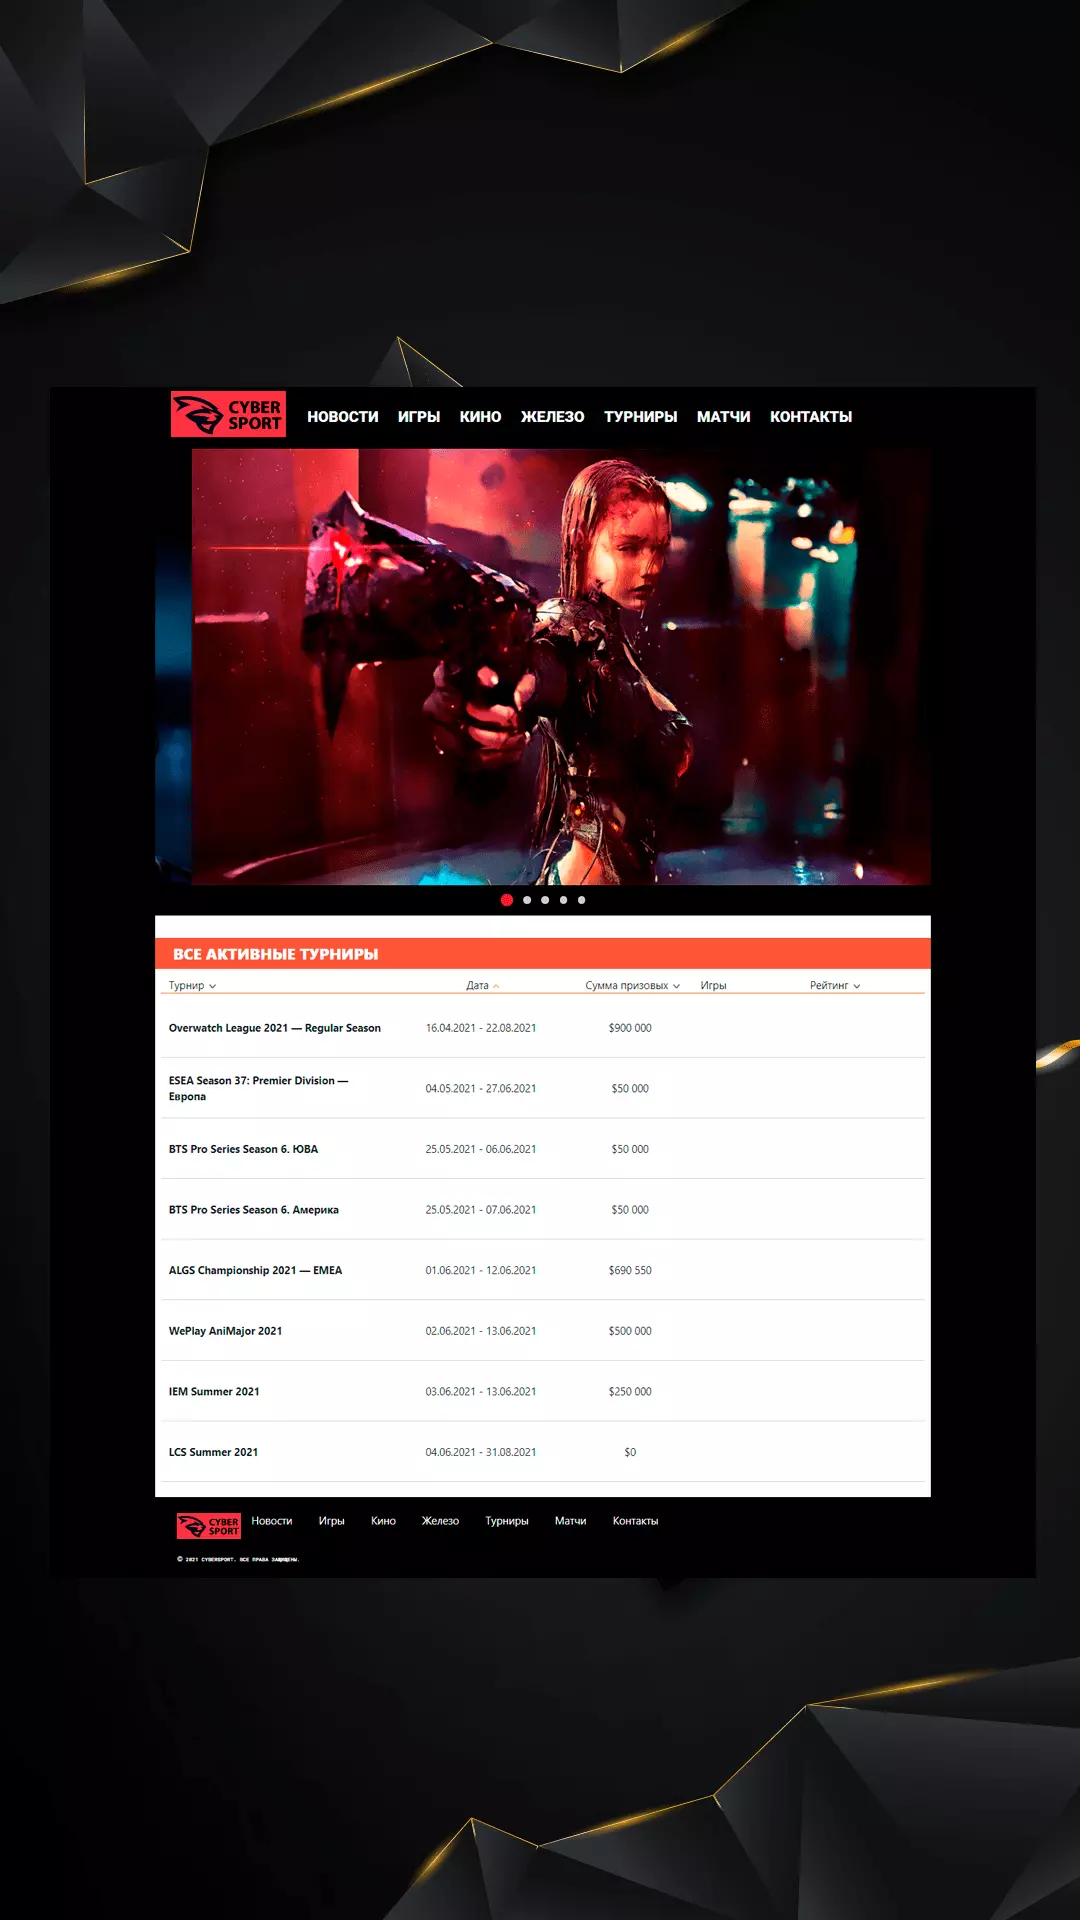 CYBER
SPORT
НОВОСТИ ИГРЫ КИНО ЖЕЛЕЗО ТУРНИРЫ МАТЧИ КОНТАКТЫ
ВСЕ АКТИВНЫЕ ТУРНИРЫ
Турнир Дата Сумма призовых Игры Рейтинг
Overwatch League 2021 — Regular Season 16.04.2021 - 22.08.2021 $900 000
ESEA Season 37: Premier Division —
Европа 04.05.2021 - 27.06.2021 $50 000
BTS Pro Series Season 6. ЮВА 25.05.2021 - 06.06.2021 $50 000
BTS Pro Series Season 6. Америка 25.05.2021 - 07.06.2021 $50 000
ALGS Championship 2021 — EMEA 01.06.2021 - 12.06.2021 $690 550
WePlay AniMajor 2021 02.06.2021 - 13.06.2021 $500 000
IEM Summer 2021 03.06.2021 - 13.06.2021 $250 000
LCS Summer 2021 04.06.2021 - 31.08.2021 $0
CYBER
SPORT
Новости Игры Кино Железо Турниры Матчи Контакты
© 2021 CYBERSPORT. ВСЕ ПРАВА ЗАЩИЩЕНЫ.